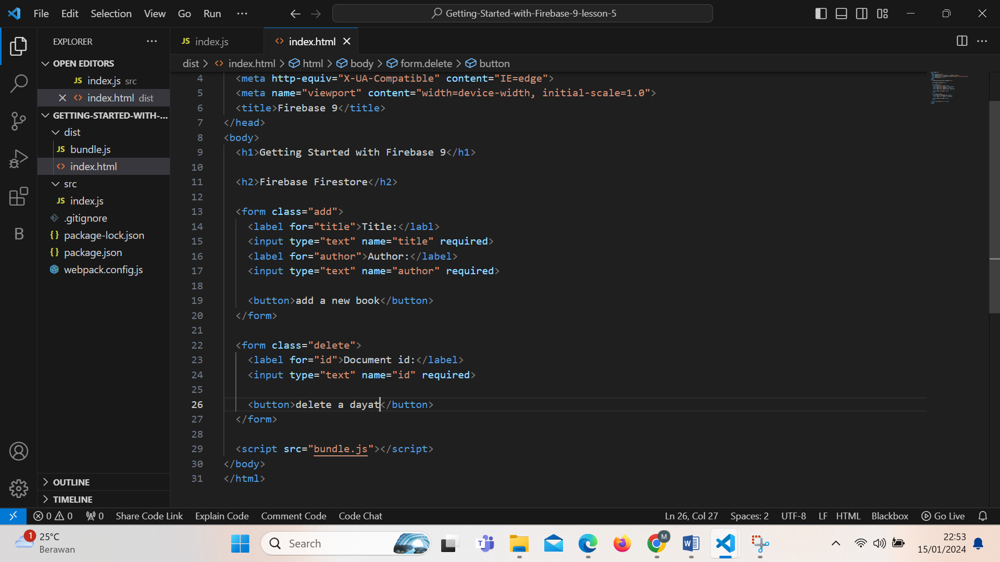 File Edit Selection View Go Run ··· Getting-Started-with-Firebase-9-lesson-5
EXPLORER
OPEN EDITORS
JS index.js src
index.html dist
GETTING-STARTED-WITH-...
dist
JS bundle.js
index.html
src
JS index.js
.gitignore
{} package-lock.json
{} package.json
webpack.config.js
OUTLINE
TIMELINE
B
JS index.js
<> index.html
dist > <> index.html > html > body > form.delete > button
4 <meta http-equiv="X-UA-Compatible" content="IE=edge">
5 <meta name="viewport" content="width=device-width, initial-scale=1.0">
6 <title>Firebase 9</title>
7 </head>
8 <body>
9 <h1>Getting Started with Firebase 9</h1>
10
11 <h2>Firebase Firestore</h2>
12
13 <form class="add">
14 <label for="title">Title:</labl>
15 <input type="text" name="title" required>
16 <label for="author">Author:</label>
17 <input type="text" name="author" required>
18
19 <button>add a new book</button>
20 </form>
21
22 <form class="delete">
23 <label for="id">Document id:</label>
24 <input type="text" name="id" required>
25
26 <button>delete a dayat</button>
27 </form>
28
29 <script src="bundle.js"></script>
30 </body>
31 </html>
0 0 0 Share Code Link Explain Code Comment Code Code Chat Ln 26, Col 27 Spaces: 2 UTF-8 LF HTML Blackbox Go Live
1 25°C
Berawan
Search
T
M
W
22:53
15/01/2024